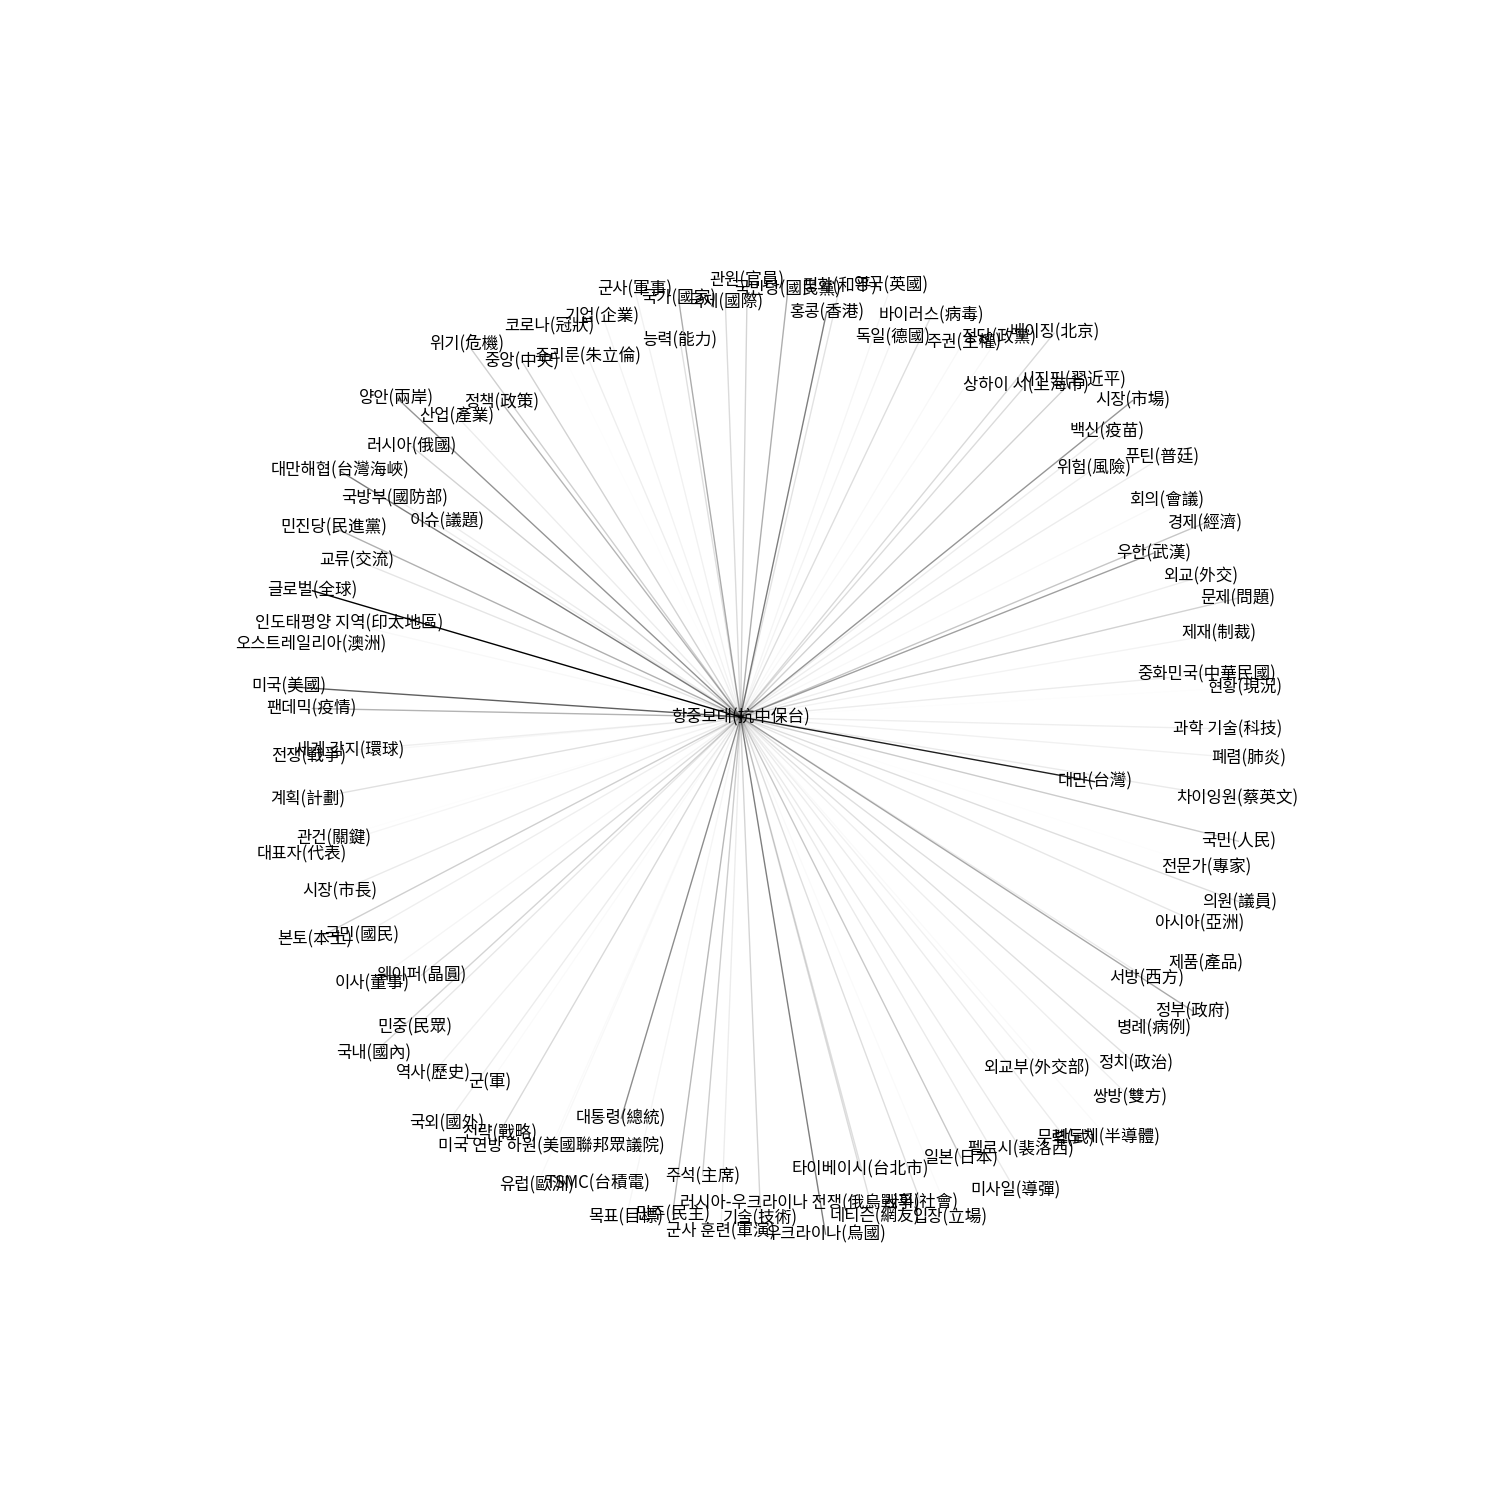 관원(官員)
영국(英國)
군사(軍事)
국민당(國民黨)
평화(和平)
국가(國家)
국제(國際)
홍콩(香港)
기업(企業)
바이러스(病毒)
코로나(冠狀)
베이징(北京)
독일(德國)
정당(政黨)
능력(能力)
주권(主權)
위기(危機)
주리룬(朱立倫)
중앙(中央)
시진핑(習近平)
상하이 시(上海市)
양안(兩岸)
시장(市場)
정책(政策)
산업(產業)
백신(疫苗)
러시아(俄國)
푸틴(普廷)
위험(風險)
대만해협(台灣海峽)
국방부(國防部)
회의(會議)
이슈(議題)
경제(經濟)
민진당(民進黨)
우한(武漢)
교류(交流)
외교(外交)
글로벌(全球)
문제(問題)
인도태평양 지역(印太地區)
제재(制裁)
오스트레일리아(澳洲)
중화민국(中華民國)
미국(美國)
현황(現況)
팬데믹(疫情)
항중보대(抗中保台)
과학 기술(科技)
세계 각지(環球)
전쟁(戰爭)
폐렴(肺炎)
대만(台灣)
계획(計劃)
차이잉원(蔡英文)
관건(關鍵)
국민(人民)
대표자(代表)
전문가(專家)
시장(市長)
의원(議員)
아시아(亞洲)
국민(國民)
본토(本土)
제품(產品)
웨이퍼(晶圓)
서방(西方)
이사(董事)
정부(政府)
민중(民眾)
병례(病例)
국내(國內)
정치(政治)
외교부(外交部)
역사(歷史)
군(軍)
쌍방(雙方)
대통령(總統)
국외(國外)
전략(戰略)
반도체(半導體)
미국 연방 하원(美國聯邦眾議院)
펠로시(裴洛西)
일본(日本)
타이베이시(台北市)
주석(主席)
TSMC(台積電)
유럽(歐洲)
미사일(導彈)
러시아-우크라이나 전쟁(俄烏戰爭)
사회(社會)
민주(民主)
목표(目標)
기술(技術)
네티즌(網友)
입장(立場)
군사 훈련(軍演)
우크라이나(烏國)